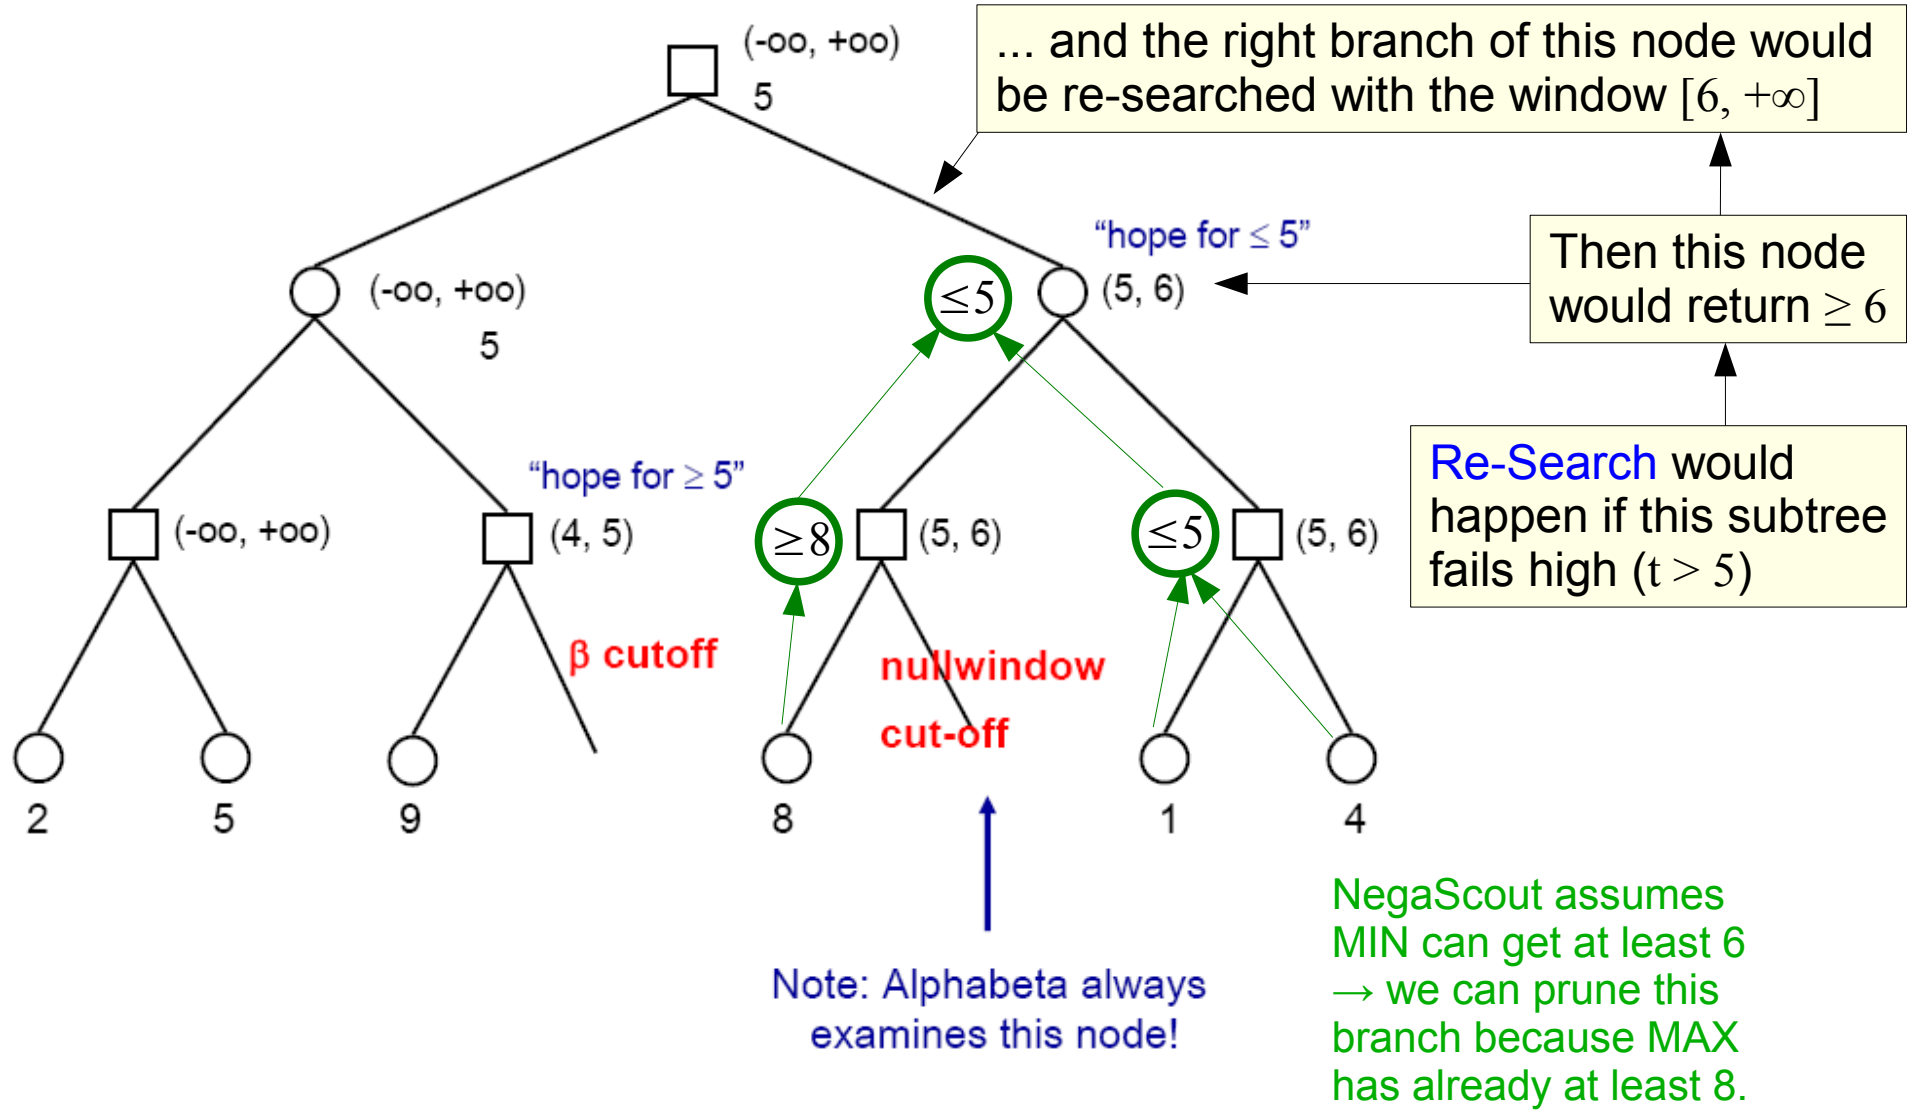 (-oo, +oo)
5
... and the right branch of this node would
be re-searched with the window [6, +∞]
"hope for ≤ 5"
(-oo, +oo)
5
≤5
(5, 6)
Then this node
would return ≥ 6
"hope for ≥ 5"
(-oo, +oo)
(4, 5)
≥8
(5, 6)
≤5
(5, 6)
Re-Search would
happen if this subtree
fails high (t > 5)
β cutoff
nullwindow
cut-off
2
5
9
8
1
4
Note: Alphabeta always
examines this node!
NegaScout assumes
MIN can get at least 6
→ we can prune this
branch because MAX
has already at least 8.